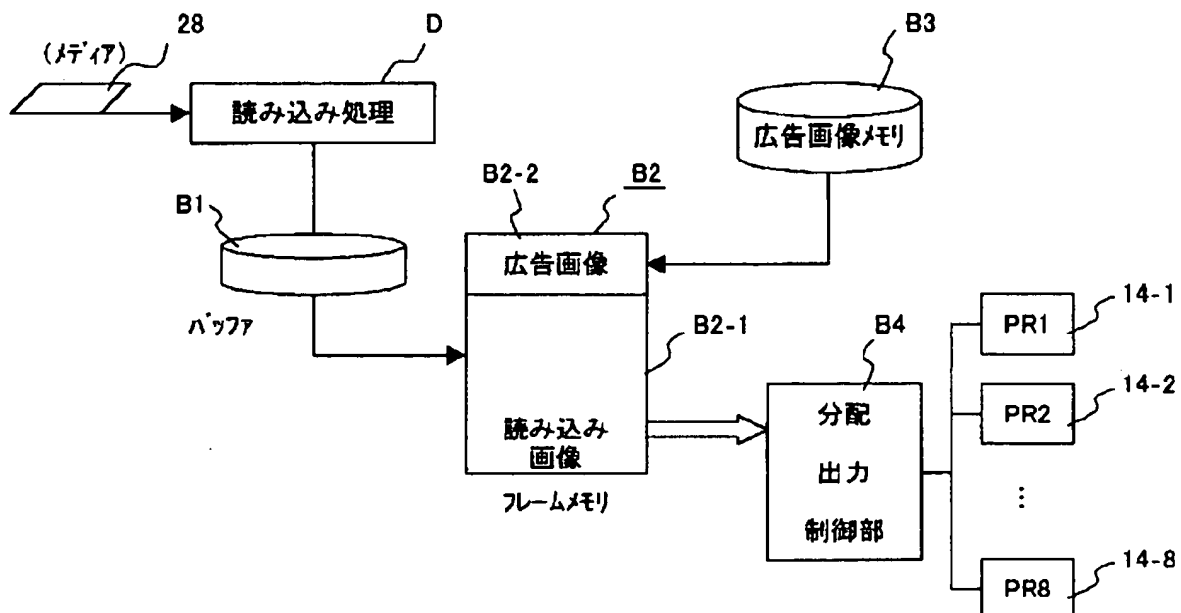 28
D
B3
(メディア)
読み込み処理
広告画像メモリ
B2-2
B2
B1
広告画像
14-1
バッファ
B2-1
B4
PR1
14-2
分配
PR2
読み込み
画像
出力
フレームメモリ
⋮
制御部
14-8
PR8